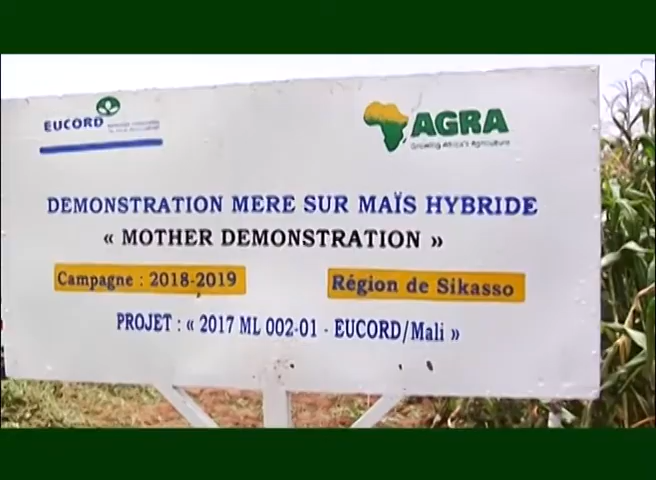 EUCORD
AGRA
Growing Africa's Agriculture
DEMONSTRATION MERE SUR MAÏS HYBRIDE
« MOTHER DEMONSTRATION »
Campagne : 2018-2019
Région de Sikasso
PROJET : « 2017 ML 002-01 - EUCORD/Mali »